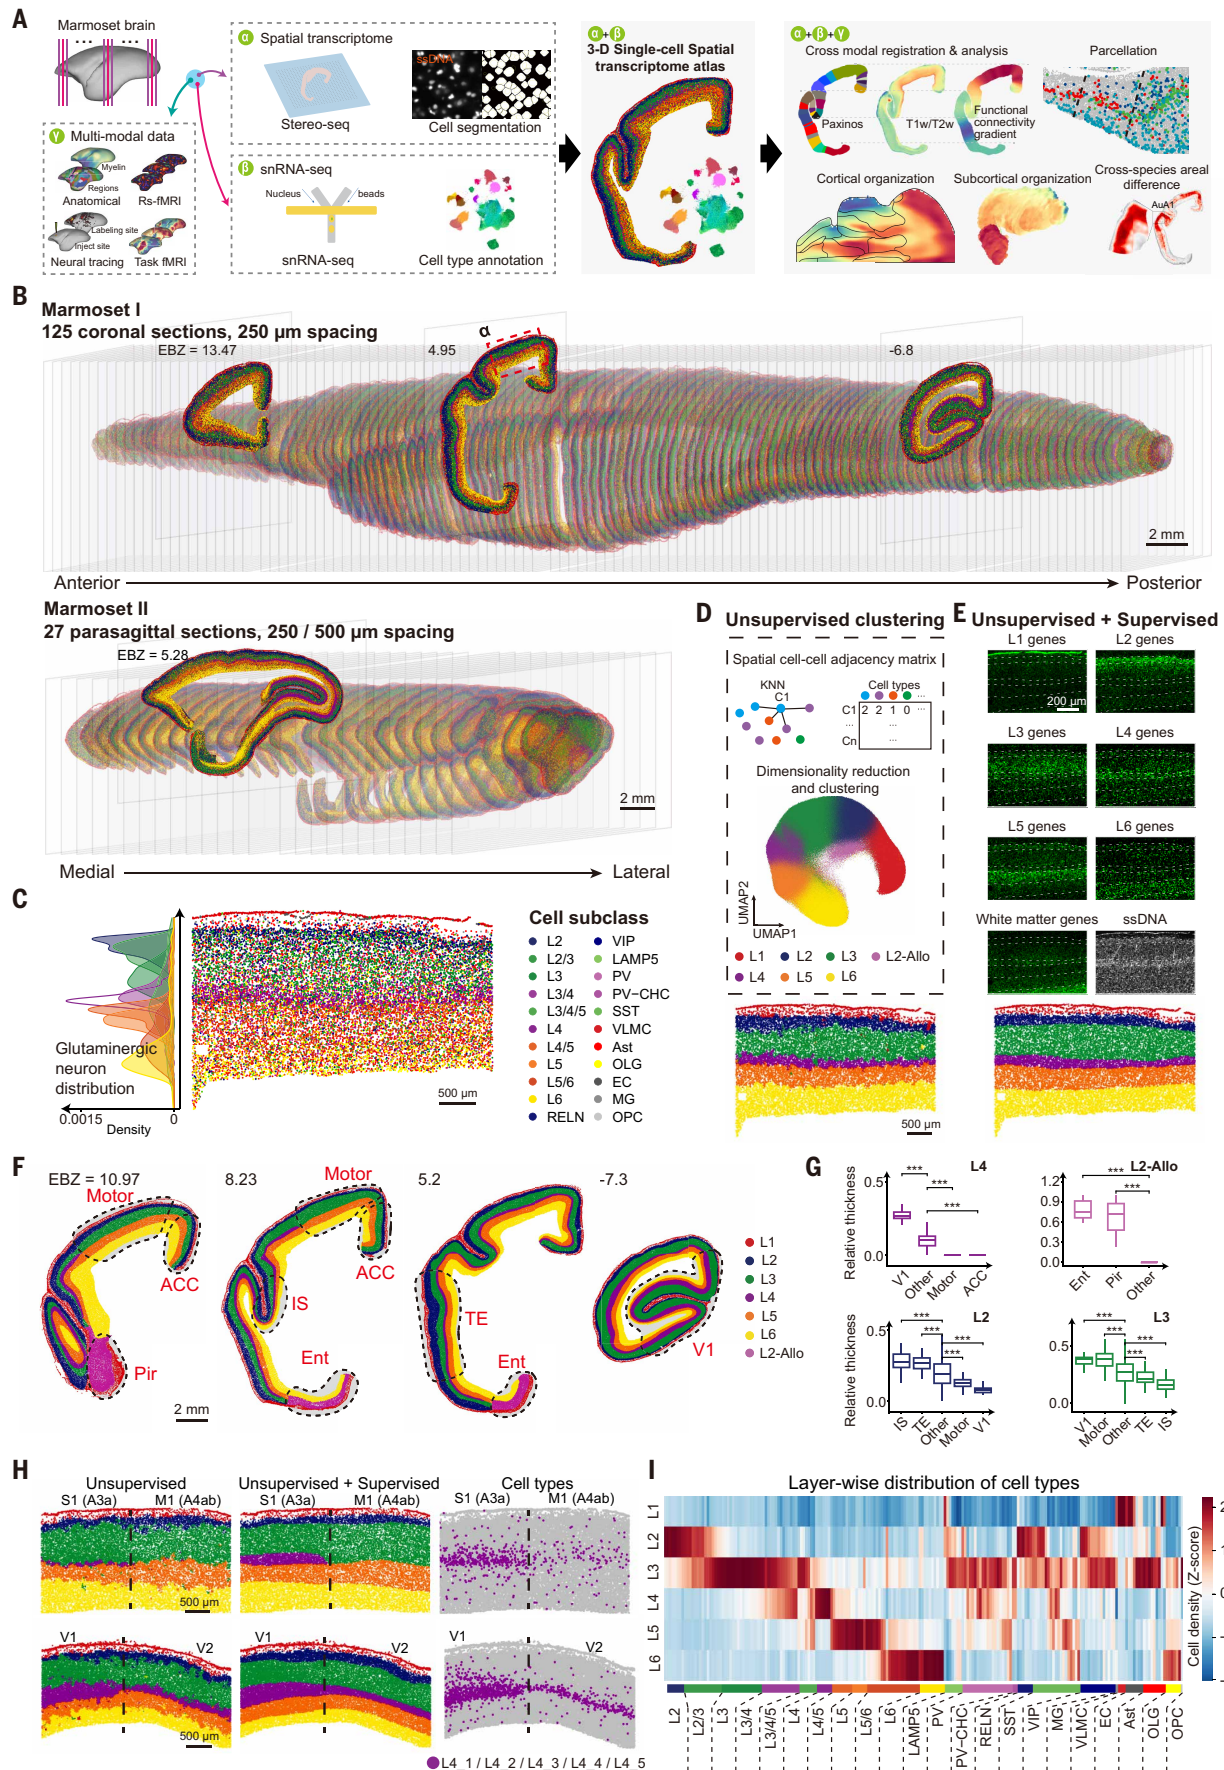 A
Marmoset brain
α Spatial transcriptome
Stereo-seq
ssDNA
Cell segmentation
γ Multi-modal data
Myelin
Regions
Anatomical
Rs-fMRI
Labeling site
Inject site
Neural tracing
Task fMRI
β snRNA-seq
Nucleus
beads
snRNA-seq
Cell type annotation
α+β
3-D Single-cell Spatial
transcriptome atlas
α+β+γ
Cross modal registration & analysis
Parcellation
Paxinos
T1w/T2w
Functional
connectivity
gradient
Cortical organization
Subcortical organization
Cross-species areal
difference
AuA1
B
Marmoset I
125 coronal sections, 250 µm spacing
EBZ = 13.47
4.95
α
-6.8
2 mm
Anterior
Posterior
Marmoset II
27 parasagittal sections, 250 / 500 µm spacing
EBZ = 5.28
2 mm
Medial
Lateral
C
Glutaminergic
neuron
distribution
0.0015
0
Density
500 µm
Cell subclass
L2
L2/3
L3
L3/4
L3/4/5
L4
L4/5
L5
L5/6
L6
RELN
VIP
LAMP5
PV
PV−CHC
SST
VLMC
Ast
OLG
EC
MG
OPC
D
Unsupervised clustering
Spatial cell-cell adjacency matrix
KNN
C1
Cell types
...
C1 2 2 1 0 ...
... ...
Cn
Dimensionality reduction
and clustering
UMAP2
UMAP1
L1 L2 L3 L2-Allo
L4 L5 L6
500 µm
E
Unsupervised + Supervised
L1 genes
L2 genes
200 µm
L3 genes
L4 genes
L5 genes
L6 genes
White matter genes
ssDNA
F
EBZ = 10.97
8.23
5.2
-7.3
Motor
ACC
Pir
2 mm
Motor
ACC
IS
Ent
TE
Ent
V1
L1
L2
L3
L4
L5
L6
L2-Allo
G
L4
Relative thickness
0.5
0.0
***
***
***
V1
Other
Motor
ACC
L2-Allo
1.2
0.9
0.6
0.3
0.0
***
***
Ent
Pir
Other
L2
Relative thickness
0.5
0.0
***
***
***
***
IS
TE
Other
Motor
V1
L3
0.5
0.0
***
***
***
***
V1
Motor
Other
TE
IS
H
Unsupervised
S1 (A3a)
M1 (A4ab)
500 µm
Unsupervised + Supervised
S1 (A3a)
M1 (A4ab)
Cell types
S1 (A3a)
M1 (A4ab)
V1
V2
500 µm
V1
V2
V1
V2
L4_1 / L4_2 / L4_3 / L4_4 / L4_5
I
Layer-wise distribution of cell types
L1
L2
L3
L4
L5
L6
L2
L2/3
L3
L3/4
L3/4/5
L4
L4/5
L5
L5/6
L6
LAMP5
PV
PV−CHC
RELN
SST
VIP
MG
VLMC
EC
Ast
OLG
OPC
Cell density (Z-score)
2
1
0